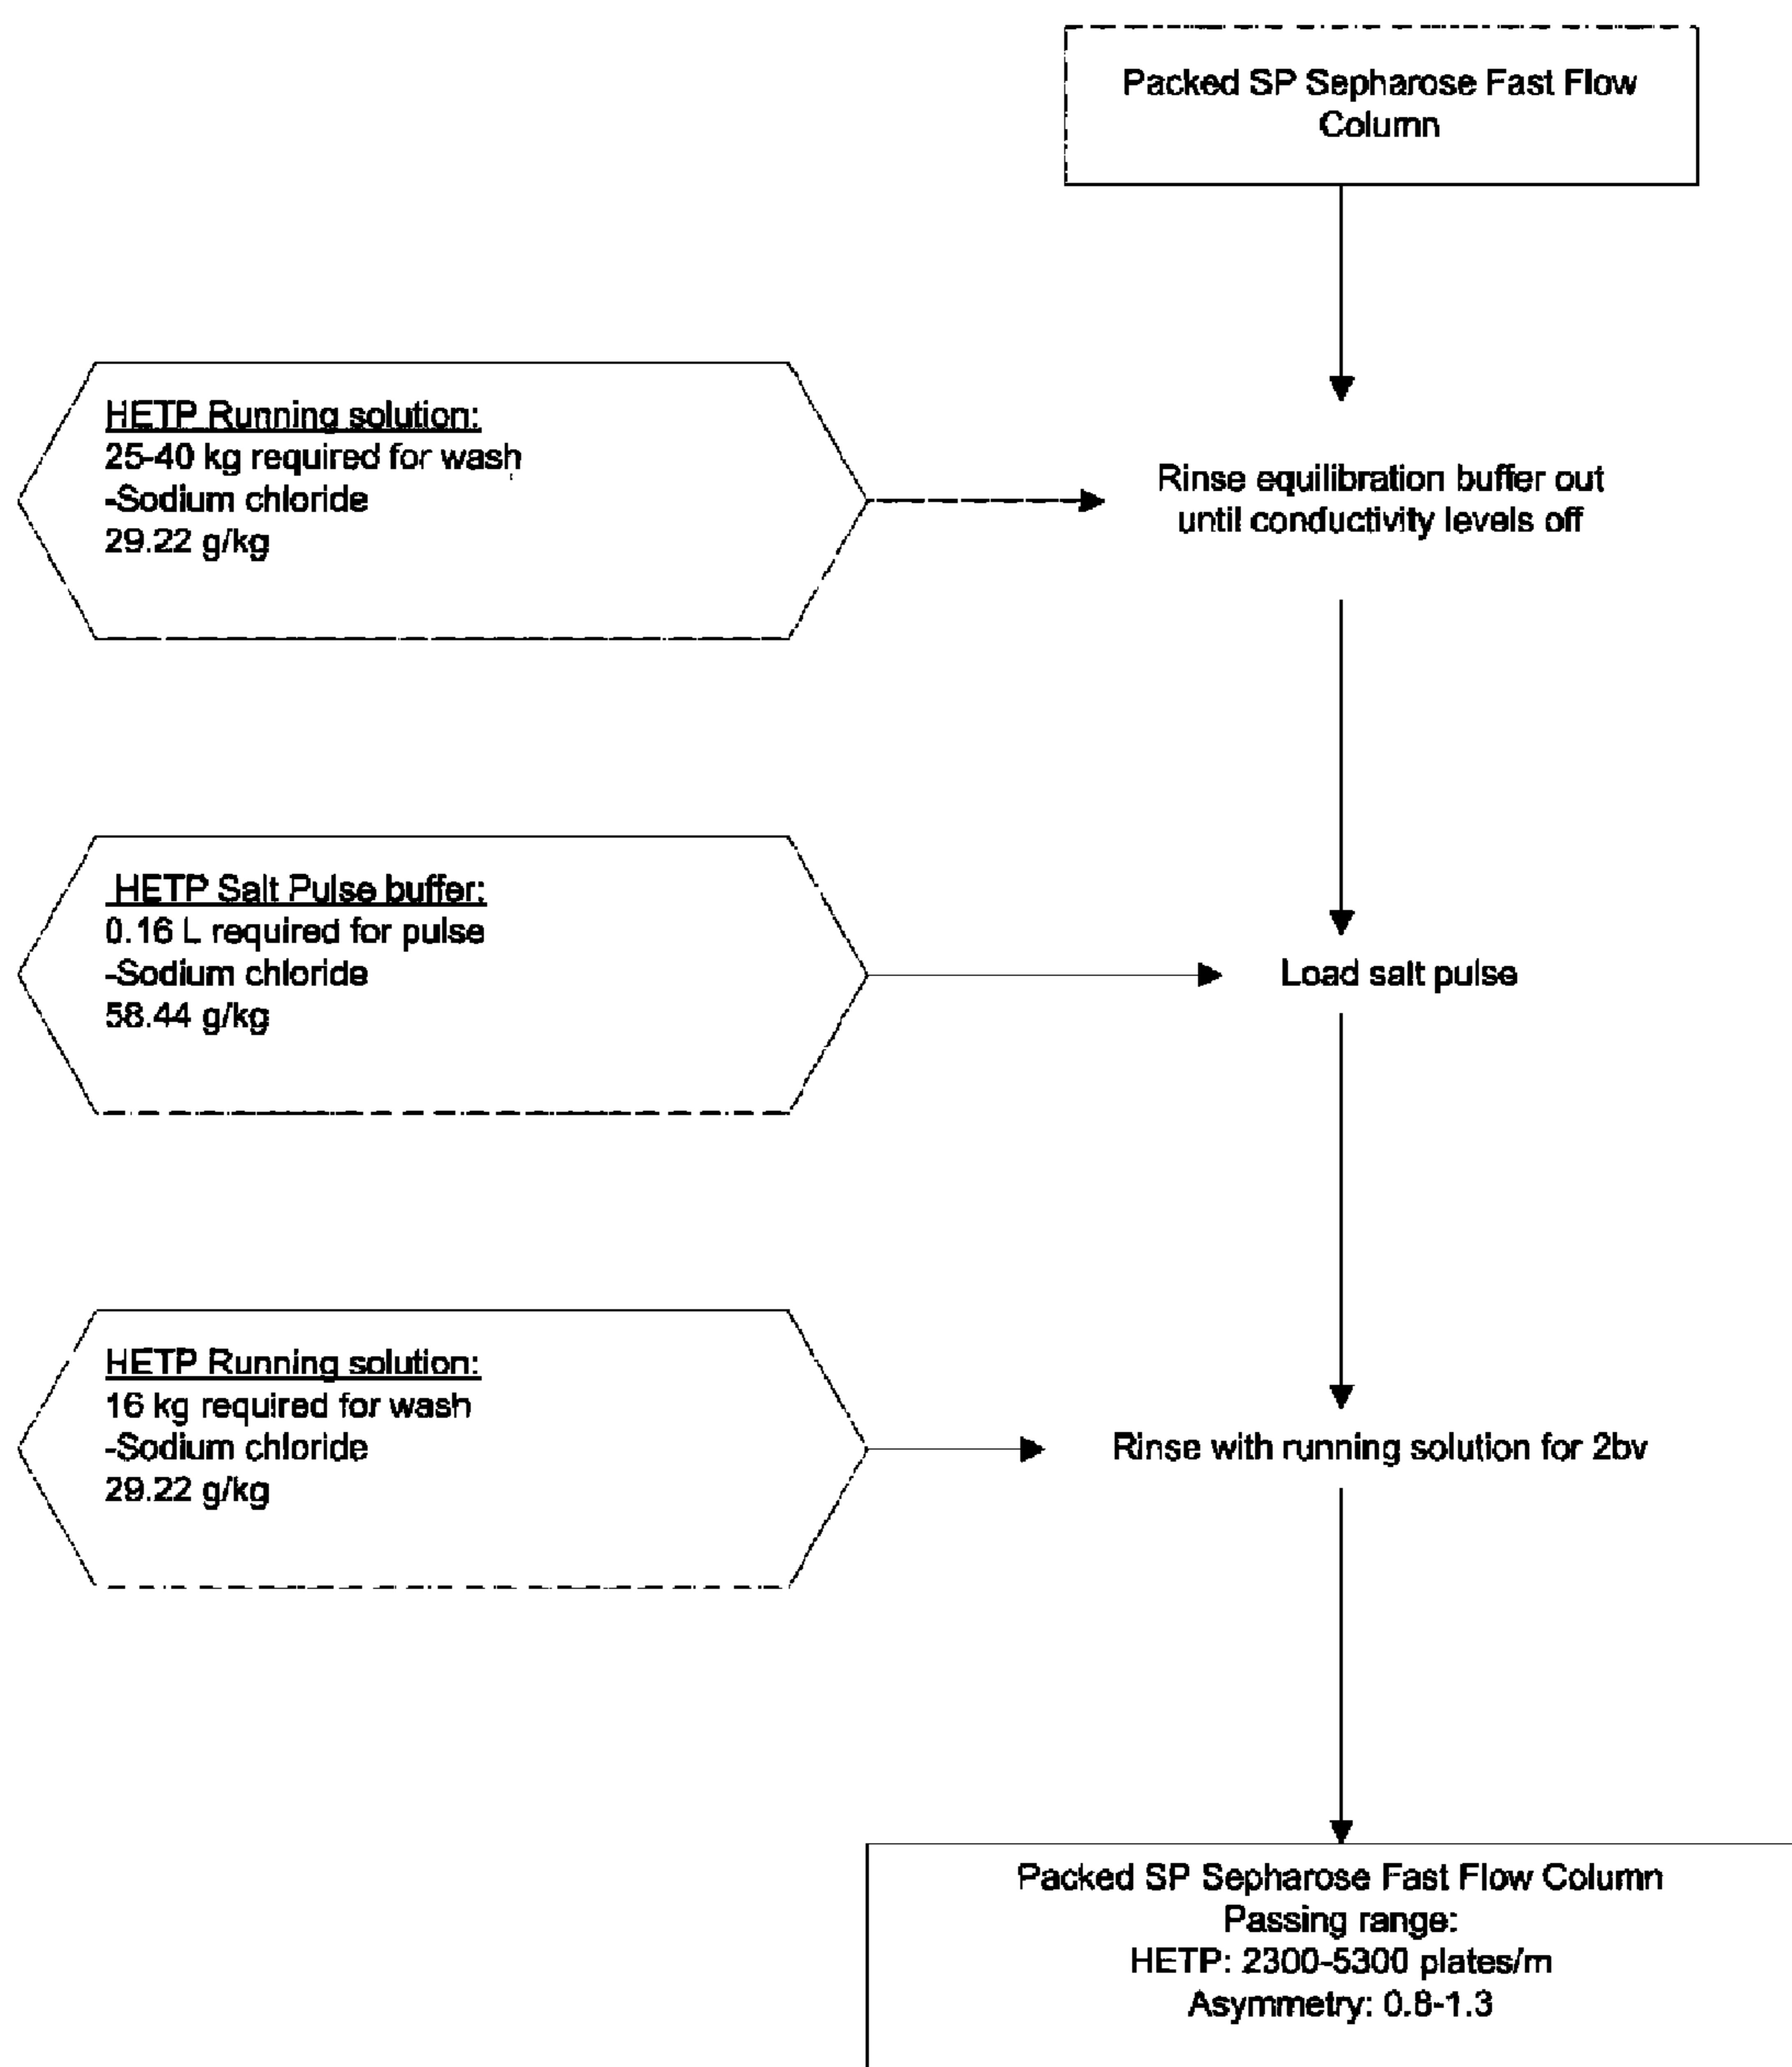 Packed SP Sepharose Fast Flow
Column
HETP Running solution:
25-40 kg required for wash
-Sodium chloride
29.22 g/kg
Rinse equilibration buffer out
until conductivity levels off
HETP Salt Pulse buffer:
0.16 L required for pulse
-Sodium chloride
58.44 g/kg
Load salt pulse
HETP Running solution:
16 kg required for wash
-Sodium chloride
29.22 g/kg
Rinse with running solution for 2bv
Packed SP Sepharose Fast Flow Column
Passing range:
HETP: 2300-5300 plates/m
Asymmetry: 0.8-1.3